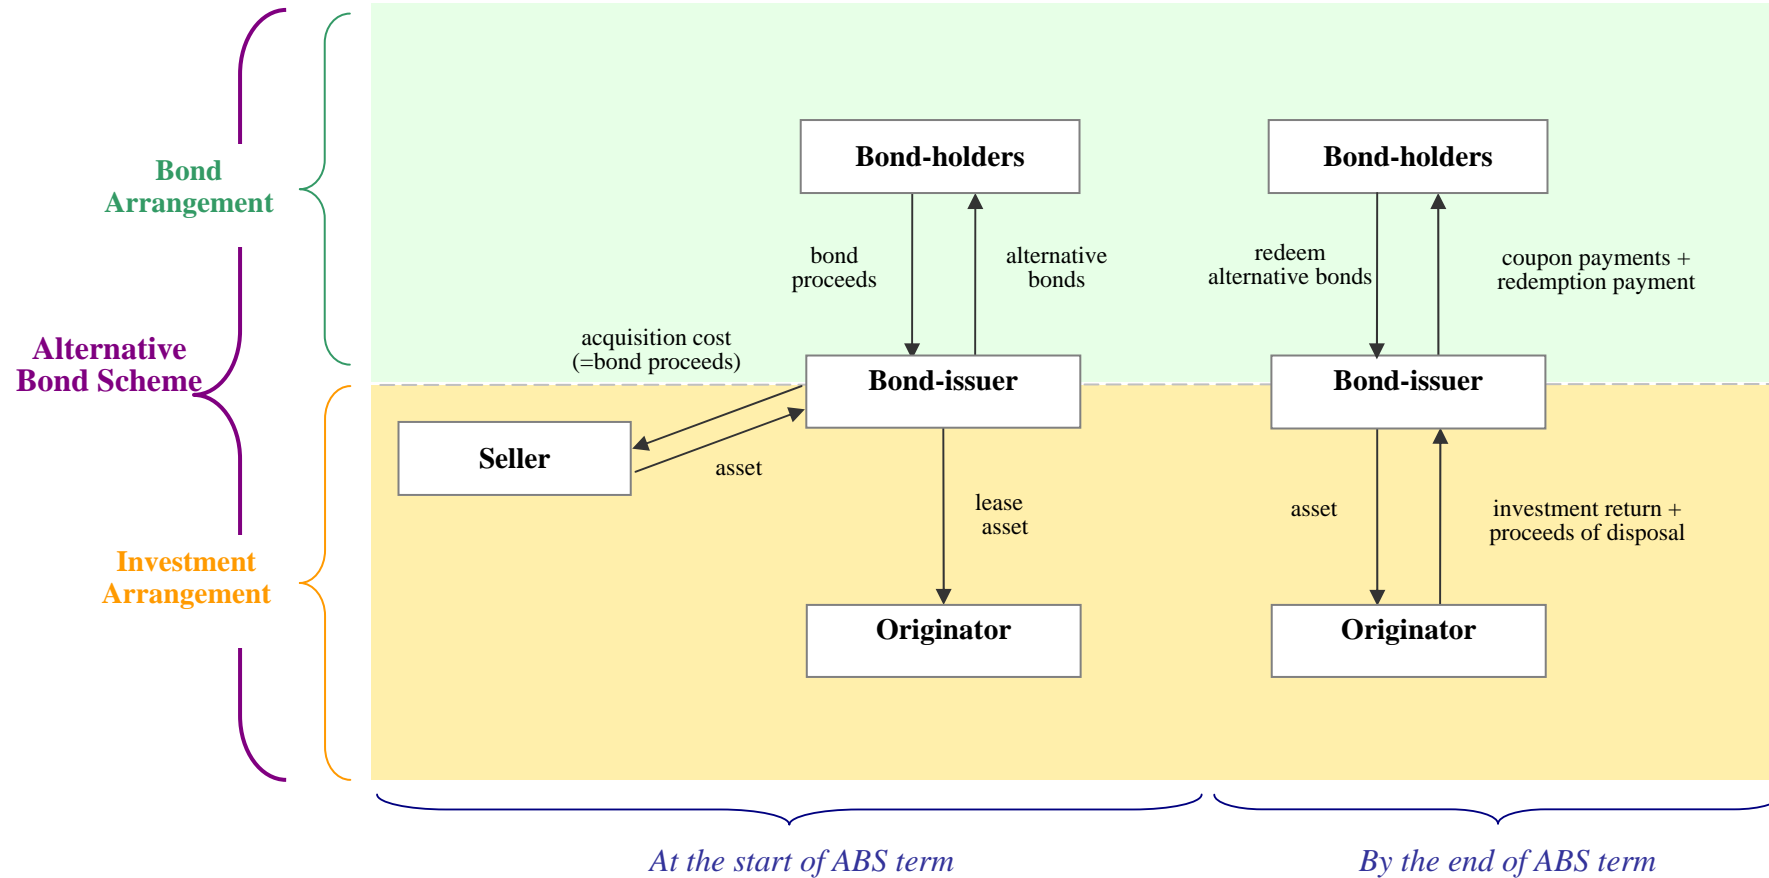 Bond
Arrangement
Alternative
Bond Scheme
Investment
Arrangement
Bond-holders
bond
proceeds
alternative
bonds
acquisition cost
(=bond proceeds)
Bond-issuer
Seller
asset
lease
asset
Originator
Bond-holders
redeem
alternative bonds
coupon payments +
redemption payment
Bond-issuer
asset
investment return +
proceeds of disposal
Originator
At the start of ABS term
By the end of ABS term